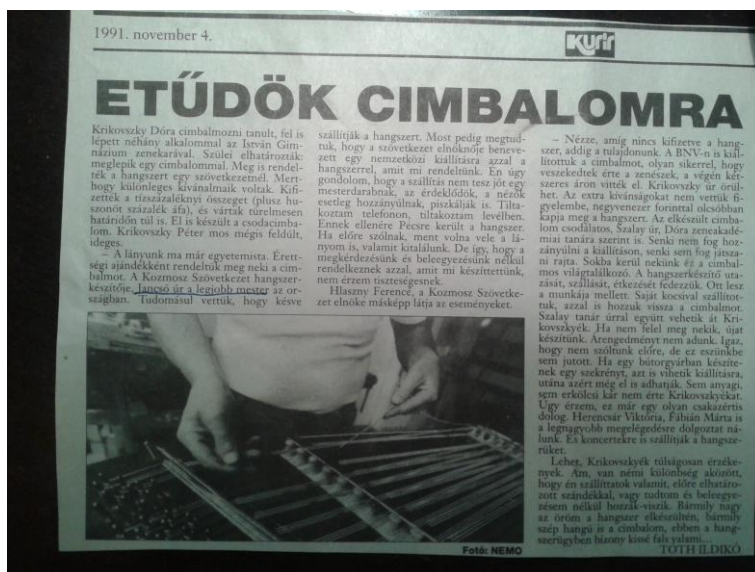 1991. november 4.
Kurír
ETŰDÖK CIMBALOMRA
Krikovszky Dóra cimbalmozni tanult, fel is
lépett néhány alkalommal az István Gim-
názium zenekarával. Szülei elhatározták:
meglepik egy cimbalommal. Meg is rendel-
ték a hangszert egy szövetkezetnél. Mert-
hogy különleges kívánalmaik voltak. Kifi-
zették a tízszázaléknyi összeget (plusz hu-
szonöt százalék áfa), és vártak türelmesen
határidőn túl is. El is készült a csodacimba-
lom. Krikovszky Péter mos mégis feldúlt,
ideges.
– A lányunk ma már egyetemista. Érett-
ségi ajándékként rendeltük meg neki a cim-
balmot. A Kozmosz Szövetkezet hangszer-
készítője, Jancsó úr a legjobb mester az or-
szágban. Tudomásul vettük, hogy késve
szállítják a hangszert. Most pedig megtud-
tuk, hogy a szövetkezet elnöknője beneve-
zett egy nemzetközi kiállításra azzal a
hangszerrel, amit mi rendeltünk. Én úgy
gondolom, hogy a szállítás nem tesz jót egy
mesterdarabnak, az érdeklődők, a nézők
esetleg hozzányúlnak, piszkálják is. Tilta-
koztam telefonon, tiltakoztam levélben.
Ennek ellenére Pécsre került a hangszer.
Ha előre szólnak, ment volna vele a lá-
nyom is, valamit kitalálunk. De így, hogy a
megkérdezésünk és beleegyezésünk nélkül
rendelkeznek azzal, amit mi készíttettünk,
nem érzem tisztességesnek.
Hlaszny Ferencé, a Kozmosz Szövetke-
zet elnöke másképp látja az eseményeket.
– Nézze, amíg nincs kifizetve a hang-
szer, addig a tulajdonunk. A BNV-n is kiál-
lítottuk a cimbalmot, olyan sikerrel, hogy
veszekedtek érte a zenészek, a végén két-
szeres áron vitték el. Krikovszky úr örül-
het. Az extra kívánságokat nem vettük fi-
gyelembe, negyvenezer forinttal olcsóbban
kapja meg a hangszert. Az elkészült cimba-
lom csodálatos, Szalay úr, Dóra zeneakadé-
miai tanára szerint is. Senki nem fog hoz-
zányúlni a kiállításon, senki sem fog játsza-
ni rajta. Sokba kerül nekünk éz a cimbal-
mos világtalálkozó. A hangszerkészítő uta-
zását, szállását, étkezését fedezzük. Ott lesz
a munkája mellett. Saját kocsival szállítot-
tuk, azzal is hozzuk vissza a cimbalmot.
Szalay tanár úrral együtt vehetik át Kri-
kovszkyék. Ha nem felel meg nekik, újat
készítünk. Árengedményt nem adunk. Igaz,
hogy nem szóltunk előre, de ez eszünkbe
sem jutott. Ha egy bútorgyárban készíte-
nek egy szekrényt, azt is vihetik kiállításra,
utána azért még el is adhatják. Sem anyagi,
sem erkölcsi kár nem érte Krikovszkyékat.
Úgy érzem, ez már egy olyan csakazértis
dolog. Herencsár Viktória, Fábián Márta is
a legnagyobb megelégedésre dolgoztat ná-
lunk. És koncertekre is szállítják a hangsze-
rüket.
Lehet, Krikovszkyék túlságosan érzéke-
nyek. Ám, van némi különbség aközött,
hogy én szállíttatok valamit, előre elhatáro-
zott szándékkal, vagy tudtom és beleegye-
zésem nélkül hozzák-viszik. Bármily nagy
az öröm a hangszer elkészültén, bármily
szép hangú is a cimbalom, ebben a hang-
szerügyben bizony kissé fals valami...
TÓTH ILDIKÓ
Fotó: NEMO